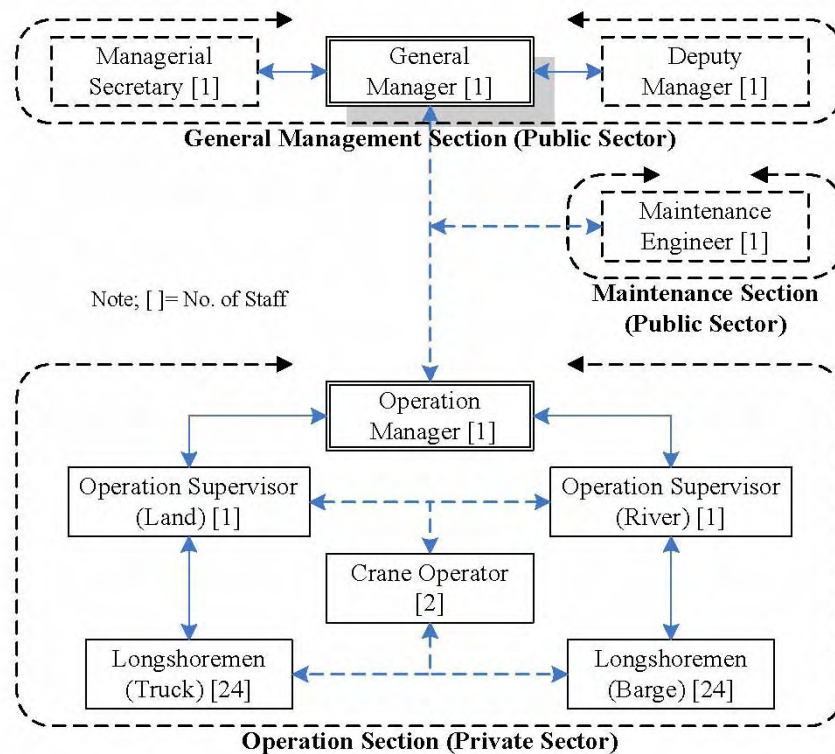 Managerial
Secretary [1]
General
Manager [1]
Deputy
Manager [1]
General Management Section (Public Sector)
Maintenance
Engineer [1]
Maintenance Section
(Public Sector)
Note; [ ]= No. of Staff
Operation
Manager [1]
Operation Supervisor
(Land) [1]
Operation Supervisor
(River) [1]
Crane Operator
[2]
Longshoremen
(Truck) [24]
Longshoremen
(Barge) [24]
Operation Section (Private Sector)